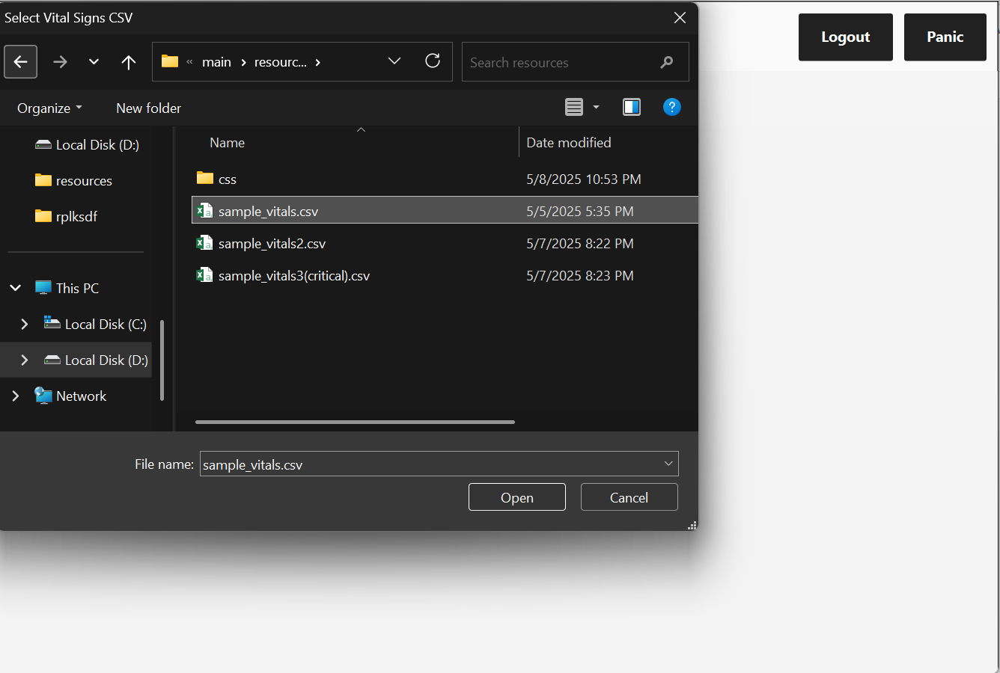 Select Vital Signs CSV
Logout Panic
« main › resourc... › Search resources
Organize New folder
Local Disk (D:)
resources
rplksdf
This PC
Local Disk (C:)
Local Disk (D:)
Network
Name Date modified
css 5/8/2025 10:53 PM
sample_vitals.csv 5/5/2025 5:35 PM
sample_vitals2.csv 5/7/2025 8:22 PM
sample_vitals3(critical).csv 5/7/2025 8:23 PM
File name: sample_vitals.csv
Open Cancel